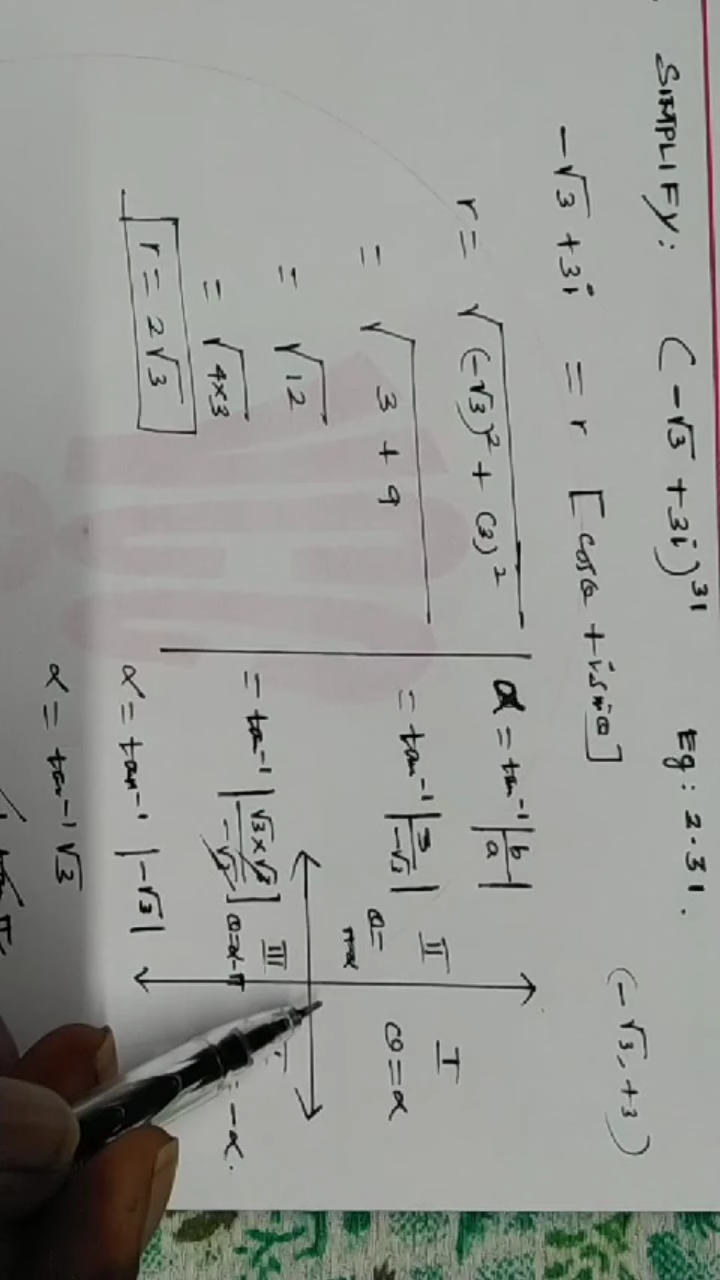 SIMPLIFY: (-√3 + 3i)³¹ Eg: 2.31.
-√3 + 3i = r [cosθ + i sinθ] (-√3, +3)
r = √(-√3)² + (3)²
= √3 + 9
= √12
= √4×3
r = 2√3
α = tan⁻¹ |b/a|
= tan⁻¹ |3/-√3|
= tan⁻¹ |√3×√3/-√3|
α = tan⁻¹ |-√3|
α = tan⁻¹ √3
II
θ = π-α
I
θ = α
III
θ = α-π
= -α.